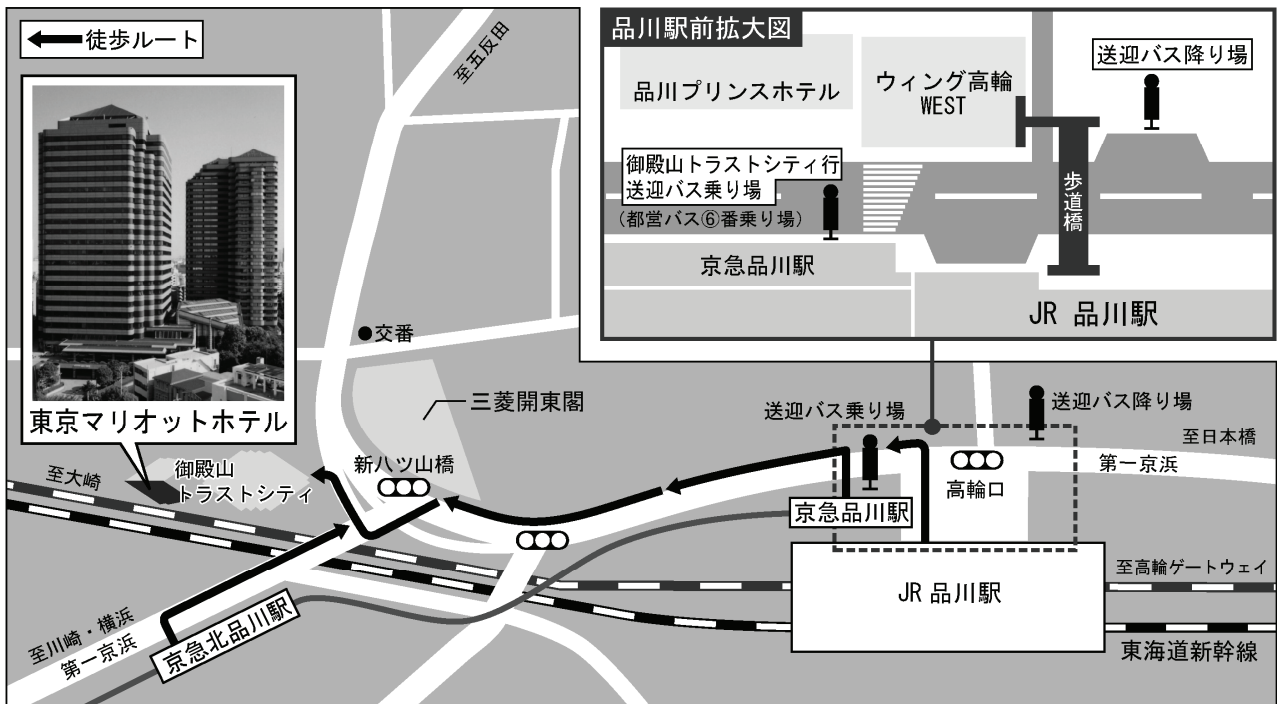 徒歩ルート
東京マリオットホテル
至五反田
交番
三菱開東閣
新八ツ山橋
御殿山
トラストシティ
至大崎
至川崎・横浜
第一京浜
京急北品川駅
品川駅前拡大図
品川プリンスホテル
ウィング高輪
WEST
送迎バス降り場
御殿山トラストシティ行
送迎バス乗り場
(都営バス⑥番乗り場)
歩道橋
京急品川駅
JR 品川駅
送迎バス乗り場
送迎バス降り場
至日本橋
第一京浜
高輪口
京急品川駅
JR 品川駅
至高輪ゲートウェイ
東海道新幹線